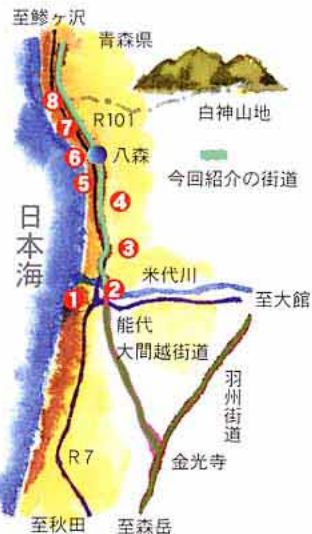 至鰺ヶ沢
青森県
8
R101
白神山地
7
6
八森
5
今回紹介の街道
4
日本海
3
米代川
1
2
至大館
能代
大間越街道
羽州街道
R7
金光寺
至秋田
至森岳